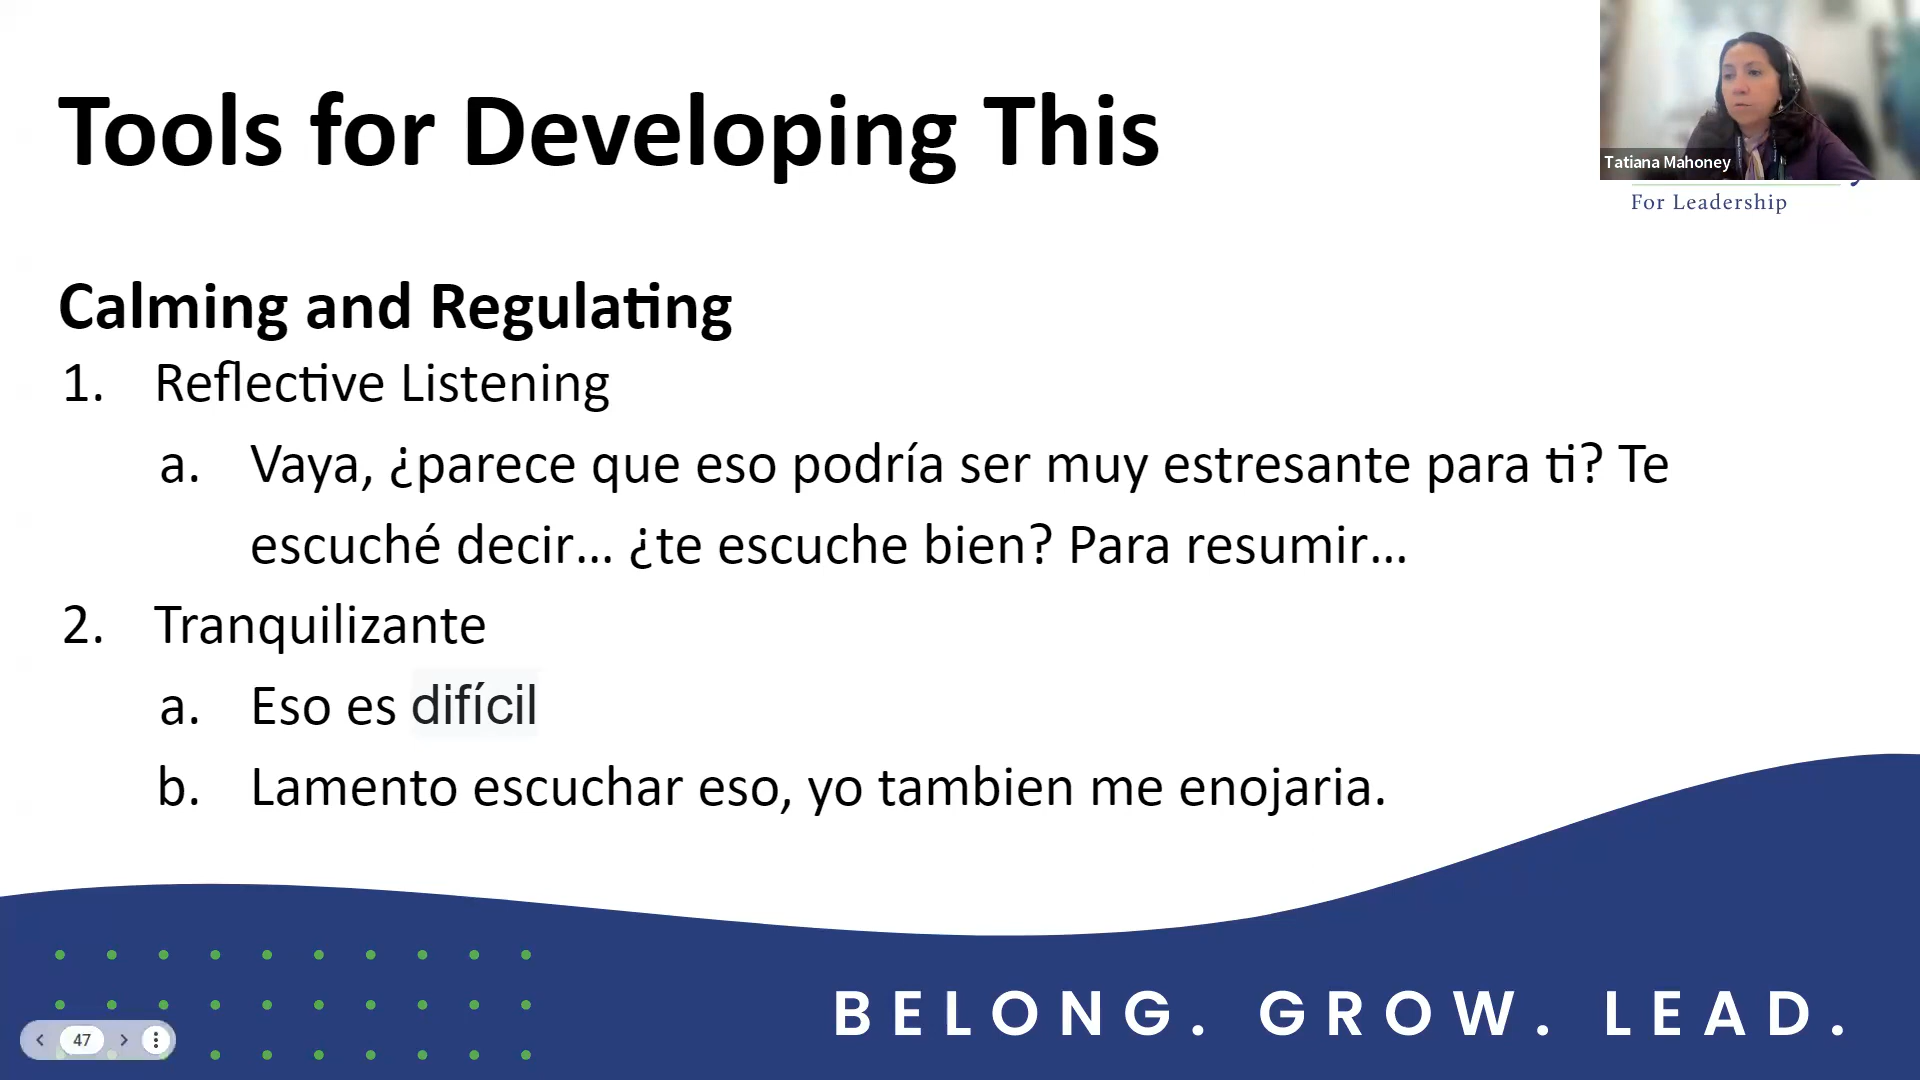 Tools for Developing This
Tatiana Mahoney
For Leadership
Calming and Regulating
1. Reflective Listening
a. Vaya, ¿parece que eso podría ser muy estresante para ti? Te
escuché decir... ¿te escuche bien? Para resumir...
2. Tranquilizante
a. Eso es difícil
b. Lamento escuchar eso, yo tambien me enojaria.
BELONG. GROW. LEAD.
47